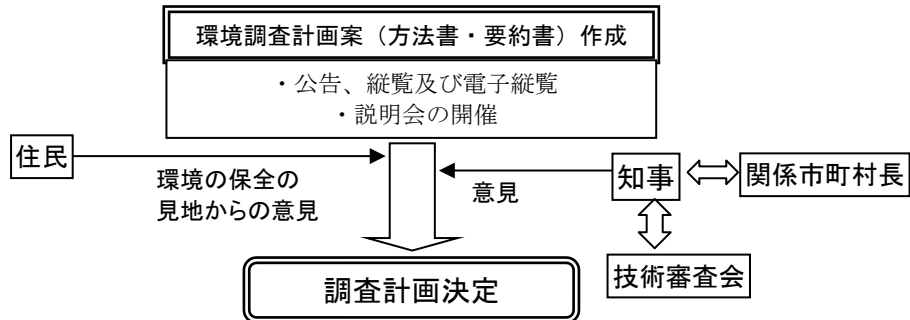 環境調査計画案（方法書・要約書）作成
・公告、縦覧及び電子縦覧
・説明会の開催
住民
環境の保全の
見地からの意見
意見
知事
関係市町村長
技術審査会
調査計画決定